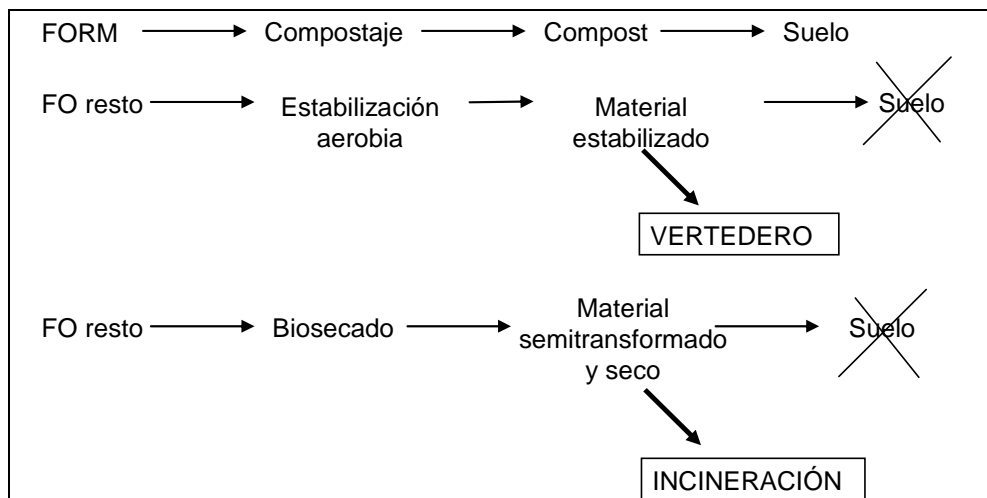 FORM Compostaje Compost Suelo
FO resto Estabilización aerobia Material estabilizado Suelo
VERTEDERO
FO resto Biosecado Material semitransformado y seco Suelo
INCINERACIÓN